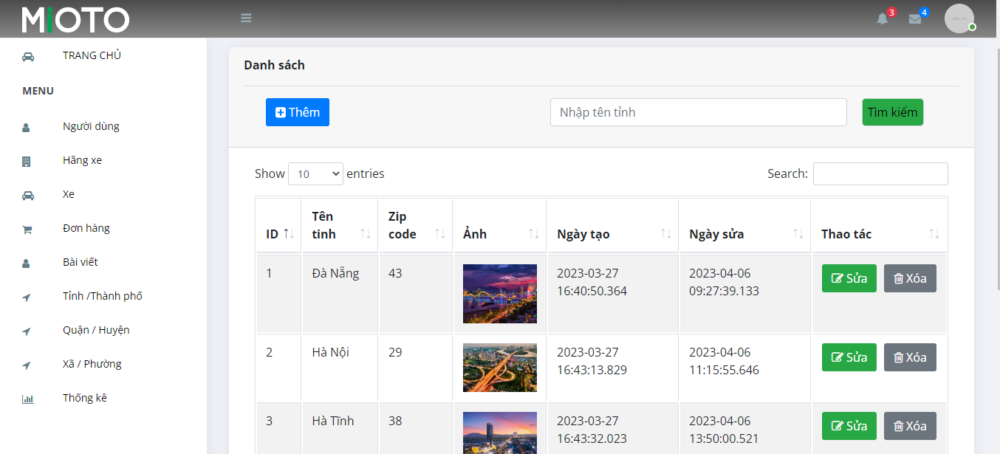 MIOTO
3
4
TRANG CHỦ
MENU
Người dùng
Hãng xe
Xe
Đơn hàng
Bài viết
Tỉnh /Thành phố
Quận / Huyện
Xã / Phường
Thống kê
Danh sách
Thêm
Nhập tên tỉnh
Tìm kiếm
Show 10 entries
Search:
ID
Tên tinh
Zip code
Ảnh
Ngày tạo
Ngày sửa
Thao tác
1
Đà Nẵng
43
2023-03-27
16:40:50.364
2023-04-06
09:27:39.133
Sửa
Xóa
2
Hà Nội
29
2023-03-27
16:43:13.829
2023-04-06
11:15:55.646
Sửa
Xóa
3
Hà Tĩnh
38
2023-03-27
16:43:32.023
2023-04-06
13:50:00.521
Sửa
Xóa